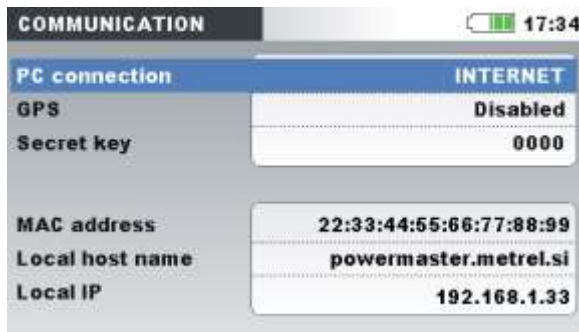 COMMUNICATION 17:34
PC connection INTERNET
GPS Disabled
Secret key 0000
MAC address 22:33:44:55:66:77:88:99
Local host name powermaster.metrel.si
Local IP 192.168.1.33